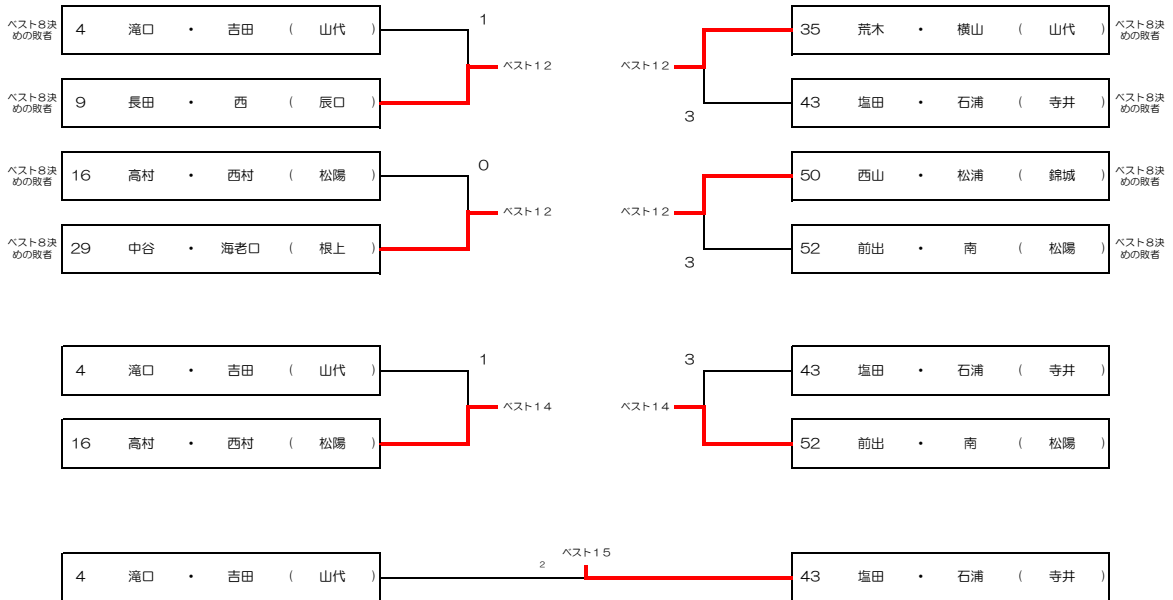 ベスト8決めの敗者 4 滝口 ・ 吉田 ( 山代 ) 1
ベスト12
ベスト8決めの敗者 9 長田 ・ 西 ( 辰口 )
ベスト8決めの敗者 16 高村 ・ 西村 ( 松陽 ) 0
ベスト12
ベスト8決めの敗者 29 中谷 ・ 海老口 ( 根上 )
35 荒木 ・ 横山 ( 山代 ) ベスト8決めの敗者
ベスト12
3 43 塩田 ・ 石浦 ( 寺井 ) ベスト8決めの敗者
50 西山 ・ 松浦 ( 錦城 ) ベスト8決めの敗者
ベスト12
3 52 前出 ・ 南 ( 松陽 ) ベスト8決めの敗者
4 滝口 ・ 吉田 ( 山代 ) 1
ベスト14
16 高村 ・ 西村 ( 松陽 )
3 43 塩田 ・ 石浦 ( 寺井 )
ベスト14
52 前出 ・ 南 ( 松陽 )
ベスト15
4 滝口 ・ 吉田 ( 山代 ) 2 43 塩田 ・ 石浦 ( 寺井 )